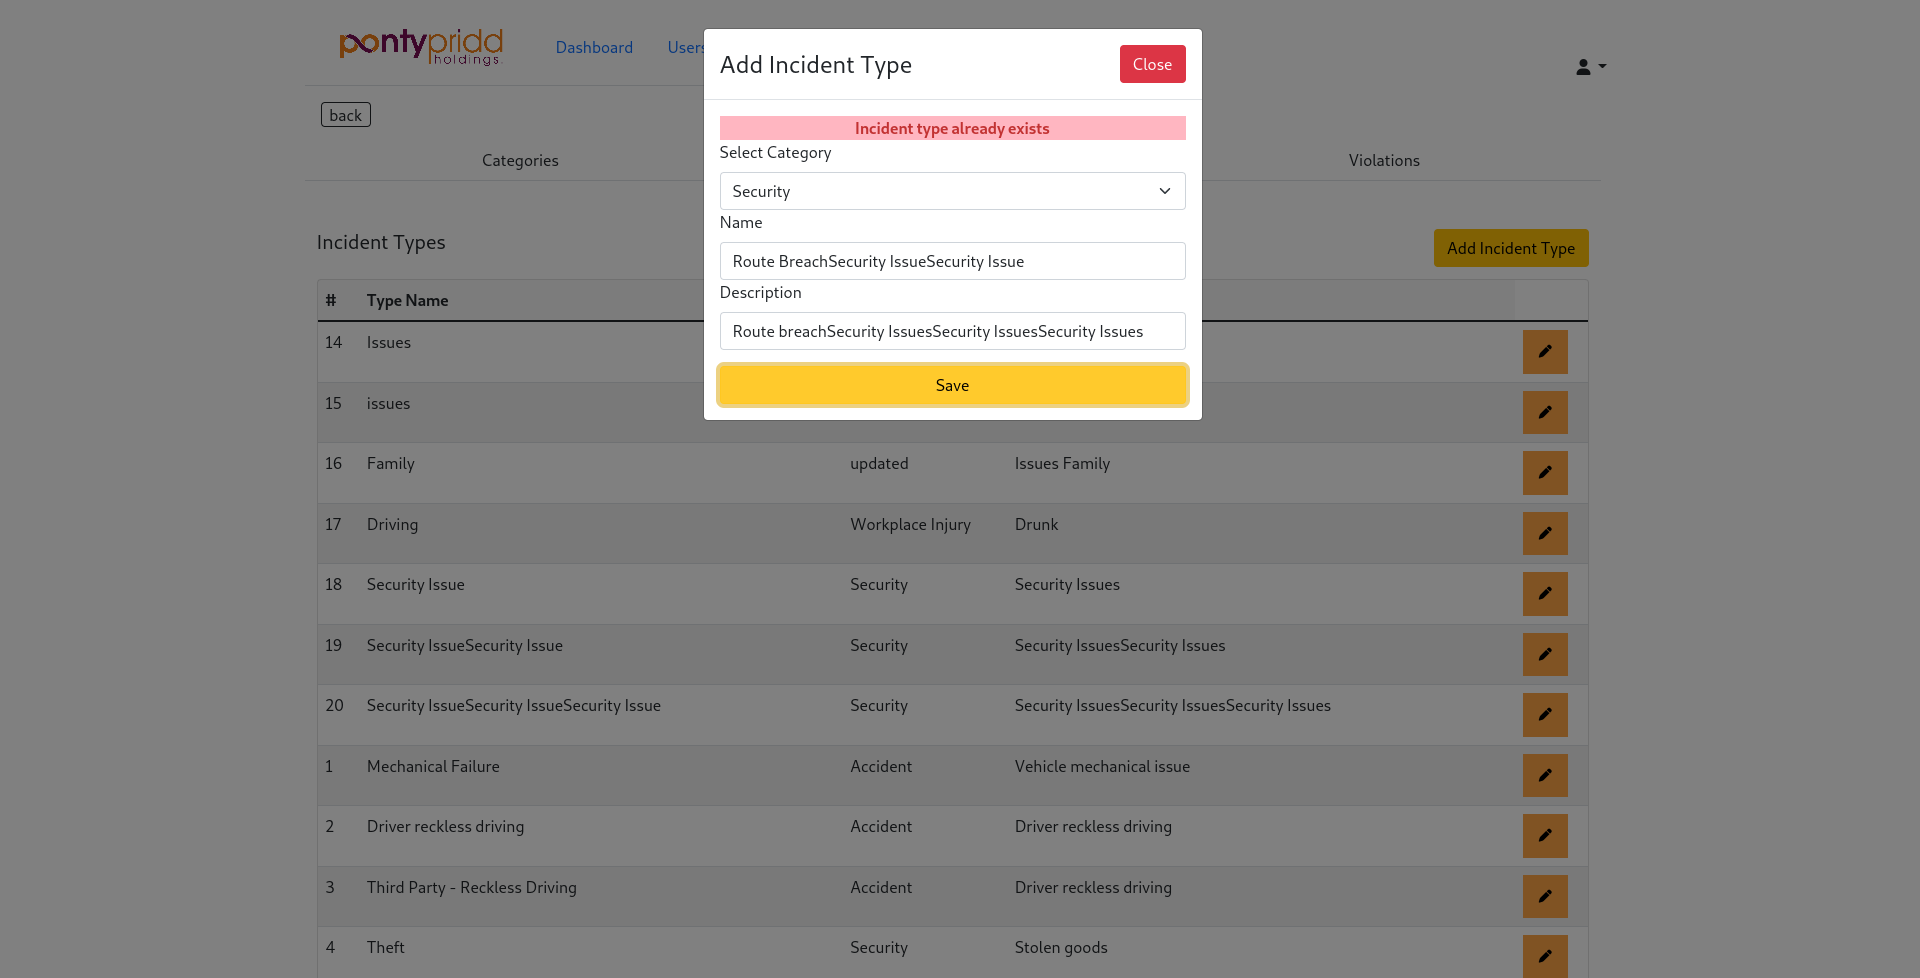 pontypridd
holdings.
Dashboard
Users
Add Incident Type
Close
back
Incident type already exists
Select Category
Categories
Violations
Security
Name
Incident Types
Add Incident Type
Route BreachSecurity IssueSecurity Issue
Description
# Type Name
Route breachSecurity IssuesSecurity IssuesSecurity Issues
14 Issues
Save
15 issues
16 Family updated Issues Family
17 Driving Workplace Injury Drunk
18 Security Issue Security Security Issues
19 Security IssueSecurity Issue Security Security IssuesSecurity Issues
20 Security IssueSecurity IssueSecurity Issue Security Security IssuesSecurity IssuesSecurity Issues
1 Mechanical Failure Accident Vehicle mechanical issue
2 Driver reckless driving Accident Driver reckless driving
3 Third Party - Reckless Driving Accident Driver reckless driving
4 Theft Security Stolen goods